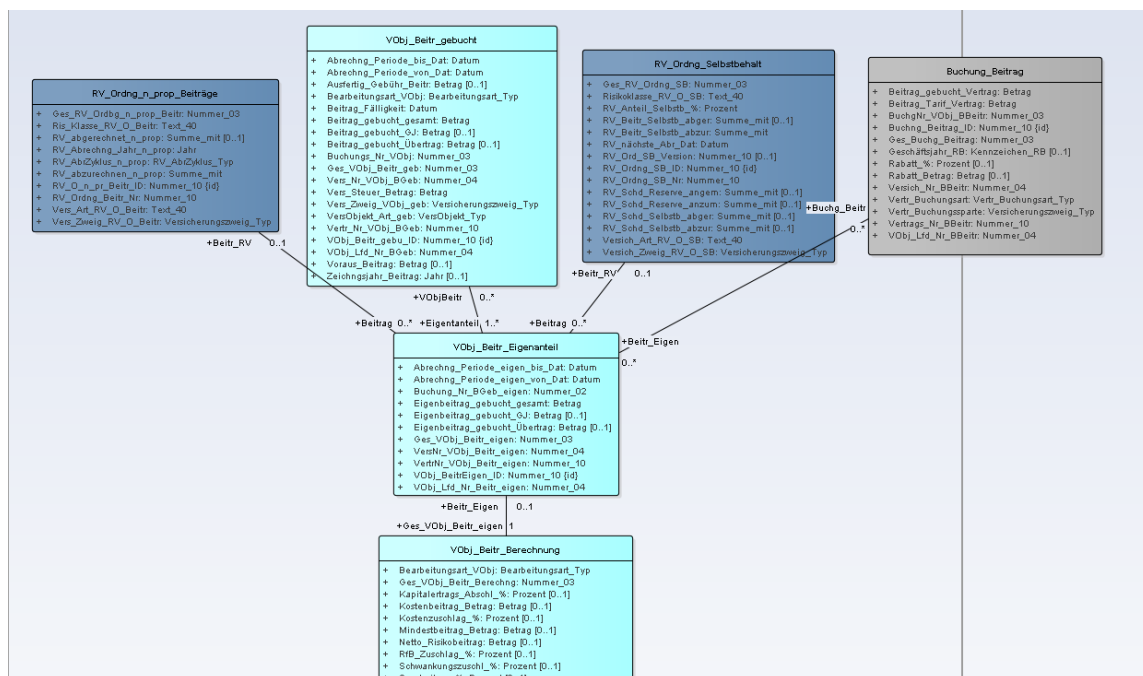 VObj_Beitr_gebucht
+ Abrechng_Periode_bis_Dat: Datum
+ Abrechng_Periode_von_Dat: Datum
+ Ausfertig_Gebühr_Beitr: Betrag [0..1]
+ Bearbeitungsart_VObj: Bearbeitungsart_Typ
+ Beitrag_Fälligkeit: Datum
+ Beitrag_gebucht_gesamt: Betrag
+ Beitrag_gebucht_GJ: Betrag [0..1]
+ Beitrag_gebucht_Übertrag: Betrag [0..1]
+ Buchungs_Nr_VObj: Nummer_03
+ Ges_VObj_Beitr_geb: Nummer_03
+ Vers_Nr_VObj_BGeb: Nummer_04
+ Vers_Steuer_Betrag: Betrag
+ Vers_Zweig_VObj_geb: Versicherungszweig_Typ
+ VersObjekt_Art_geb: VersObjekt_Typ
+ Vertr_Nr_VObj_BGeb: Nummer_10
+ VObj_Beitr_gebu_ID: Nummer_10 {id}
+ VObj_Lfd_Nr_BGeb: Nummer_04
+ Voraus_Beitrag: Betrag [0..1]
+ Zeichngsjahr_Beitrag: Jahr [0..1]
RV_Ordng_n_prop_Beiträge
+ Ges_RV_Ordbg_n_prop_Beitr: Nummer_03
+ Ris_Klasse_RV_O_Beitr: Text_40
+ RV_abgerechnet_n_prop: Summe_mit [0..1]
+ RV_Abrechng_Jahr_n_prop: Jahr
+ RV_AbrZyklus_n_prop: RV_AbrZyklus_Typ
+ RV_abzurechnen_n_prop: Summe_mit
+ RV_O_n_pr_Beitr_ID: Nummer_10 {id}
+ RV_Ordng_Beitr_Nr: Nummer_10
+ Vers_Art_RV_O_Beitr: Text_40
+ Vers_Zweig_RV_O_Beitr: Versicherungszweig_Typ
RV_Ordng_Selbstbehalt
+ Ges_RV_Ordng_SB: Nummer_03
+ Risikoklasse_RV_O_SB: Text_40
+ RV_Anteil_Selbstb_%: Prozent
+ RV_Beitr_Selbstb_abger: Summe_mit [0..1]
+ RV_Beitr_Selbstb_abzur: Summe_mit
+ RV_nächste_Abr_Dat: Datum
+ RV_Ord_SB_Version: Nummer_10 [0..1]
+ RV_Ordng_SB_ID: Nummer_10 {id}
+ RV_Ordng_SB_Nr: Nummer_10
+ RV_Schd_Reserve_angem: Summe_mit [0..1]
+ RV_Schd_Reserve_anzum: Summe_mit [0..1]
+ RV_Schd_Selbstb_abger: Summe_mit [0..1]
+ RV_Schd_Selbstb_abzur: Summe_mit [0..1]
+ Versich_Art_RV_O_SB: Text_40
+ Versich_Zweig_RV_O_SB: Versicherungszweig_Typ
Buchung_Beitrag
+ Beitrag_gebucht_Vertrag: Betrag
+ Beitrag_Tarif_Vertrag: Betrag
+ BuchgNr_VObj_BBeitr: Nummer_03
+ Buchng_Beitrag_ID: Nummer_10 {id}
+ Ges_Buchg_Beitrag: Nummer_03
+ Geschäftsjahr_RB: Kennzeichen_RB [0..1]
+ Rabatt_%: Prozent [0..1]
+ Rabatt_Betrag: Betrag [0..1]
+ Versich_Nr_BBeitr: Nummer_04
+ Vertr_Buchungsart: Vertr_Buchungsart_Typ
+ Vertr_Buchungssparte: Versicherungszweig_Typ
+ Vertrags_Nr_BBeitr: Nummer_10
+ VObj_Lfd_Nr_BBeitr: Nummer_04
+Buchg_Beitr
0..*
+Beitr_RV 0..1
+Beitr_RV 0..1
+VObjBeitr 0..*
+Beitrag 0..*
+Eigentanteil 1..*
+Beitrag 0..*
+Beitr_Eigen
0..*
VObj_Beitr_Eigenanteil
+ Abrechng_Periode_eigen_bis_Dat: Datum
+ Abrechng_Periode_eigen_von_Dat: Datum
+ Buchung_Nr_BGeb_eigen: Nummer_02
+ Eigenbeitrag_gebucht_gesamt: Betrag
+ Eigenbeitrag_gebucht_GJ: Betrag [0..1]
+ Eigenbeitrag_gebucht_Übertrag: Betrag [0..1]
+ Ges_VObj_Beitr_eigen: Nummer_03
+ VersNr_VObj_Beitr_eigen: Nummer_04
+ VertrNr_VObj_Beitr_eigen: Nummer_10
+ VObj_BeitrEigen_ID: Nummer_10 {id}
+ VObj_Lfd_Nr_Beitr_eigen: Nummer_04
+Beitr_Eigen 0..1
+Ges_VObj_Beitr_eigen 1
VObj_Beitr_Berechnung
+ Bearbeitungsart_VObj: Bearbeitungsart_Typ
+ Ges_VObj_Beitr_Berechng: Nummer_03
+ Kapitalertrags_Abschl_%: Prozent [0..1]
+ Kostenbeitrag_Betrag: Betrag [0..1]
+ Kostenzuschlag_%: Prozent [0..1]
+ Mindestbeitrag_Betrag: Betrag [0..1]
+ Netto_Risikobeitrag: Betrag [0..1]
+ RfB_Zuschlag_%: Prozent [0..1]
+ Schwankungszuschl_%: Prozent [0..1]